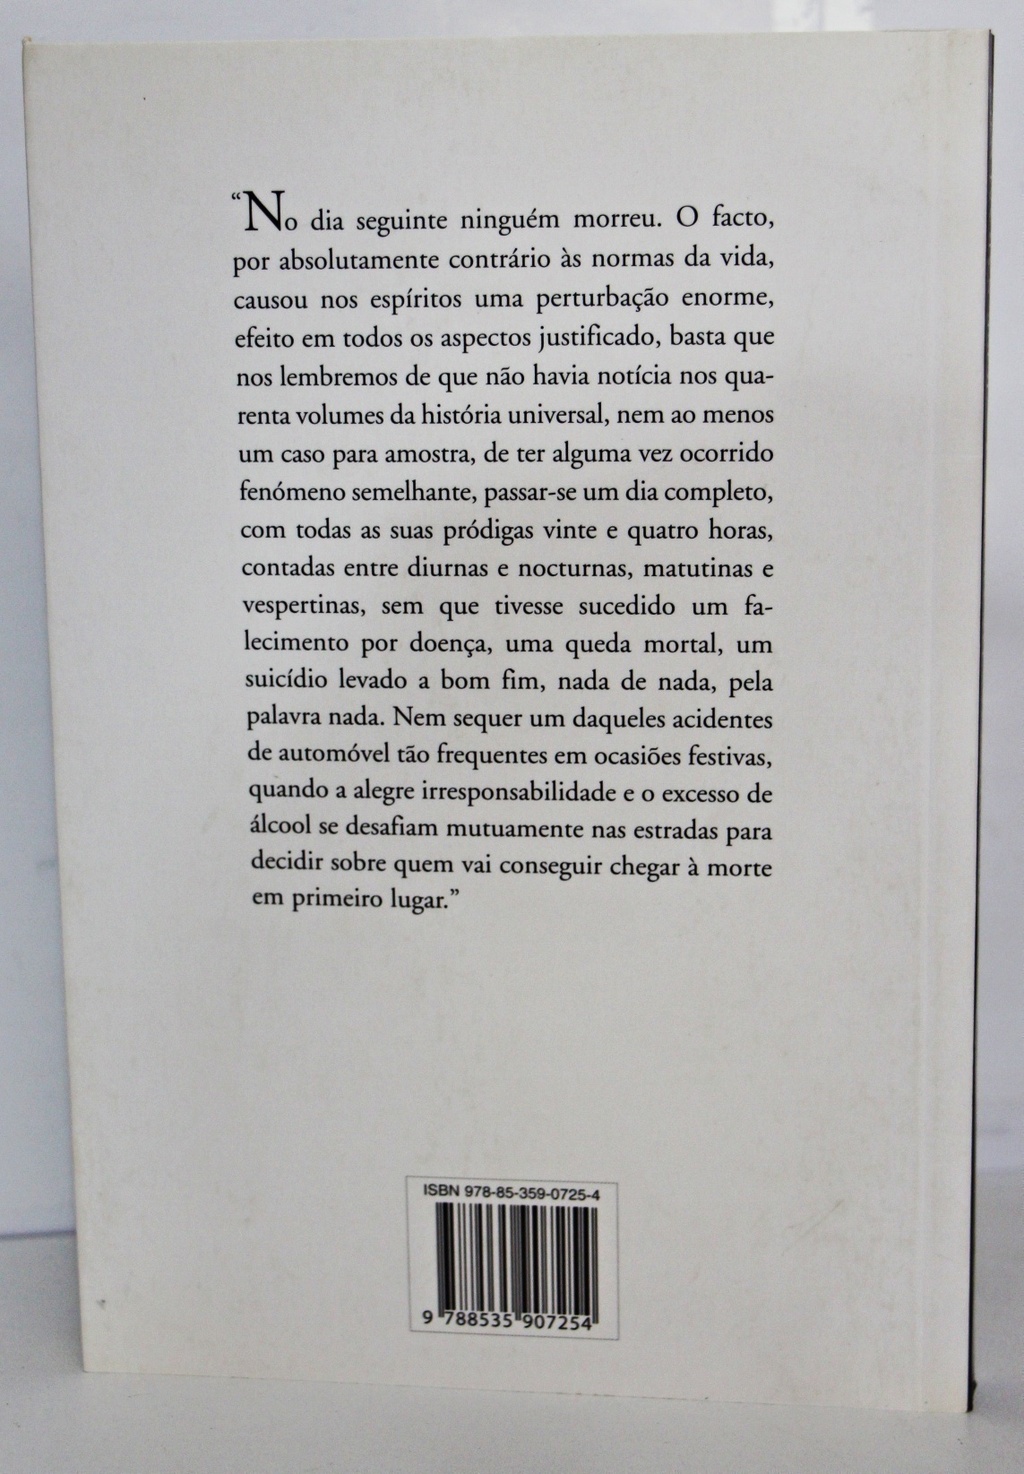 “No dia seguinte ninguém morreu. O facto,
por absolutamente contrário às normas da vida,
causou nos espíritos uma perturbação enorme,
efeito em todos os aspectos justificado, basta que
nos lembremos de que não havia notícia nos qua-
renta volumes da história universal, nem ao menos
um caso para amostra, de ter alguma vez ocorrido
fenómeno semelhante, passar-se um dia completo,
com todas as suas pródigas vinte e quatro horas,
contadas entre diurnas e nocturnas, matutinas e
vespertinas, sem que tivesse sucedido um fa-
lecimento por doença, uma queda mortal, um
suicídio levado a bom fim, nada de nada, pela
palavra nada. Nem sequer um daqueles acidentes
de automóvel tão frequentes em ocasiões festivas,
quando a alegre irresponsabilidade e o excesso de
álcool se desafiam mutuamente nas estradas para
decidir sobre quem vai conseguir chegar à morte
em primeiro lugar.”
ISBN 978-85-359-0725-4
9 788535 907254